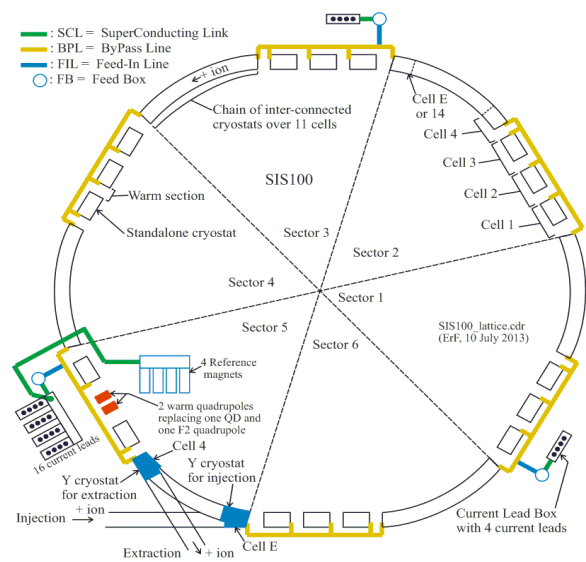 : SCL = SuperConducting Link
: BPL = ByPass Line
: FIL = Feed-In Line
: FB = Feed Box
+ ion
Chain of inter-connected
cryostats over 11 cells
Cell E
or 14
Cell 4
Cell 3
Cell 2
Cell 1
SIS100
Warm section
Standalone cryostat
Sector 3
Sector 2
Sector 4
Sector 1
Sector 5
Sector 6
SIS100_lattice.cdr
(ErF, 10 July 2013)
4 Reference
magnets
2 warm quadrupoles
replacing one QD and
one F2 quadrupole
16 current leads
Cell 4
Y cryostat
for extraction
Y cryostat
for injection
+ ion
Injection
Cell E
Extraction
+ ion
Current Lead Box
with 4 current leads